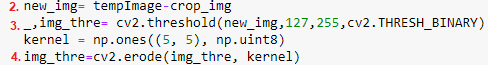 2. new_img= tempImage-crop_img
3._,img_thre= cv2.threshold(new_img,127,255,cv2.THRESH_BINARY)
kernel = np.ones((5, 5), np.uint8)
4.img_thre=cv2.erode(img_thre, kernel)